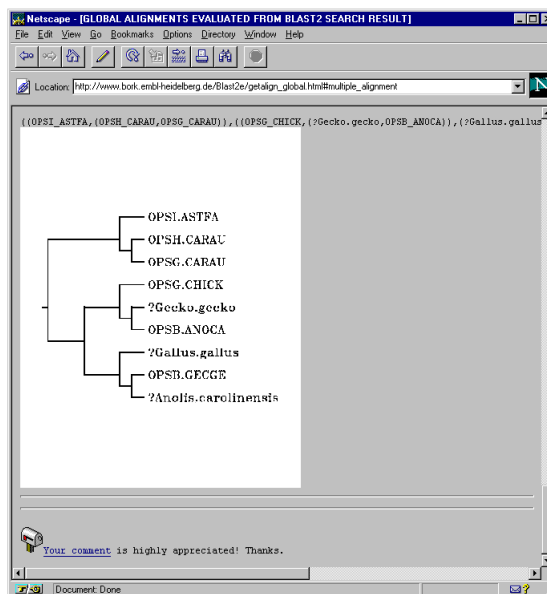 Netscape - [GLOBAL ALIGNMENTS EVALUATED FROM BLAST2 SEARCH RESULT]
File Edit View Go Bookmarks Options Directory Window Help
Location: http://www.bork.embl-heidelberg.de/Blast2e/getalign_global.html#multiple_alignment
N
((OPSI_ASTFA,(OPSH_CARAU,OPSG_CARAU)),((OPSG_CHICK,(?Gecko.gecko,OPSB_ANOCA)),(?Gallus.gallus
OPSI.ASTFA
OPSH.CARAU
OPSG.CARAU
OPSG.CHICK
?Gecko.gecko
OPSB.ANOCA
?Gallus.gallus
OPSB.GECGE
?Anolis.carolinensis
Your comment is highly appreciated! Thanks.
Document: Done